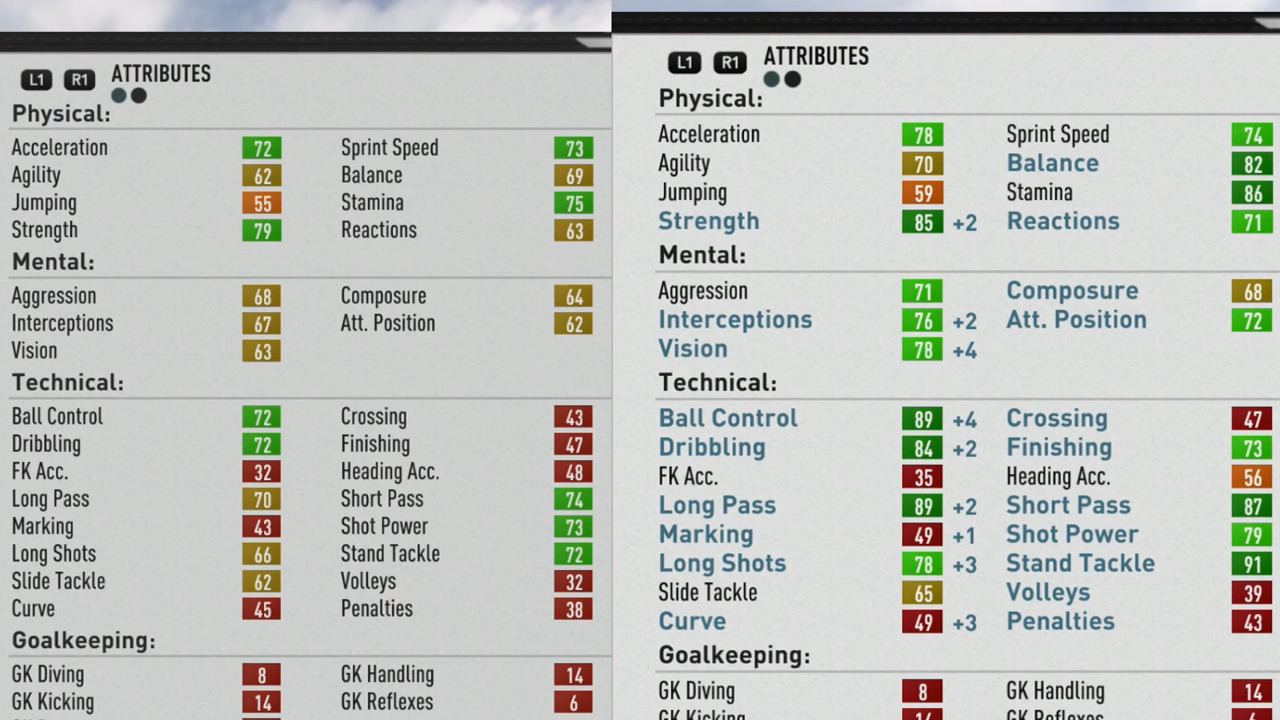 L1 R1 ATTRIBUTES
Physical:
Acceleration 72 Sprint Speed 73
Agility 62 Balance 69
Jumping 55 Stamina 75
Strength 79 Reactions 63
Mental:
Aggression 68 Composure 64
Interceptions 67 Att. Position 62
Vision 63
Technical:
Ball Control 72 Crossing 43
Dribbling 72 Finishing 47
FK Acc. 32 Heading Acc. 48
Long Pass 70 Short Pass 74
Marking 43 Shot Power 73
Long Shots 66 Stand Tackle 72
Slide Tackle 62 Volleys 32
Curve 45 Penalties 38
Goalkeeping:
GK Diving 8 GK Handling 14
GK Kicking 14 GK Reflexes 6
L1 R1 ATTRIBUTES
Physical:
Acceleration 78 Sprint Speed 74
Agility 70 Balance 82
Jumping 59 Stamina 86
Strength 85 +2 Reactions 71
Mental:
Aggression 71 Composure 68
Interceptions 76 +2 Att. Position 72
Vision 78 +4
Technical:
Ball Control 89 +4 Crossing 47
Dribbling 84 +2 Finishing 73
FK Acc. 35 Heading Acc. 56
Long Pass 89 +2 Short Pass 87
Marking 49 +1 Shot Power 79
Long Shots 78 +3 Stand Tackle 91
Slide Tackle 65 Volleys 39
Curve 49 +3 Penalties 43
Goalkeeping:
GK Diving 8 GK Handling 14
GK Kicking 14 GK Reflexes 6